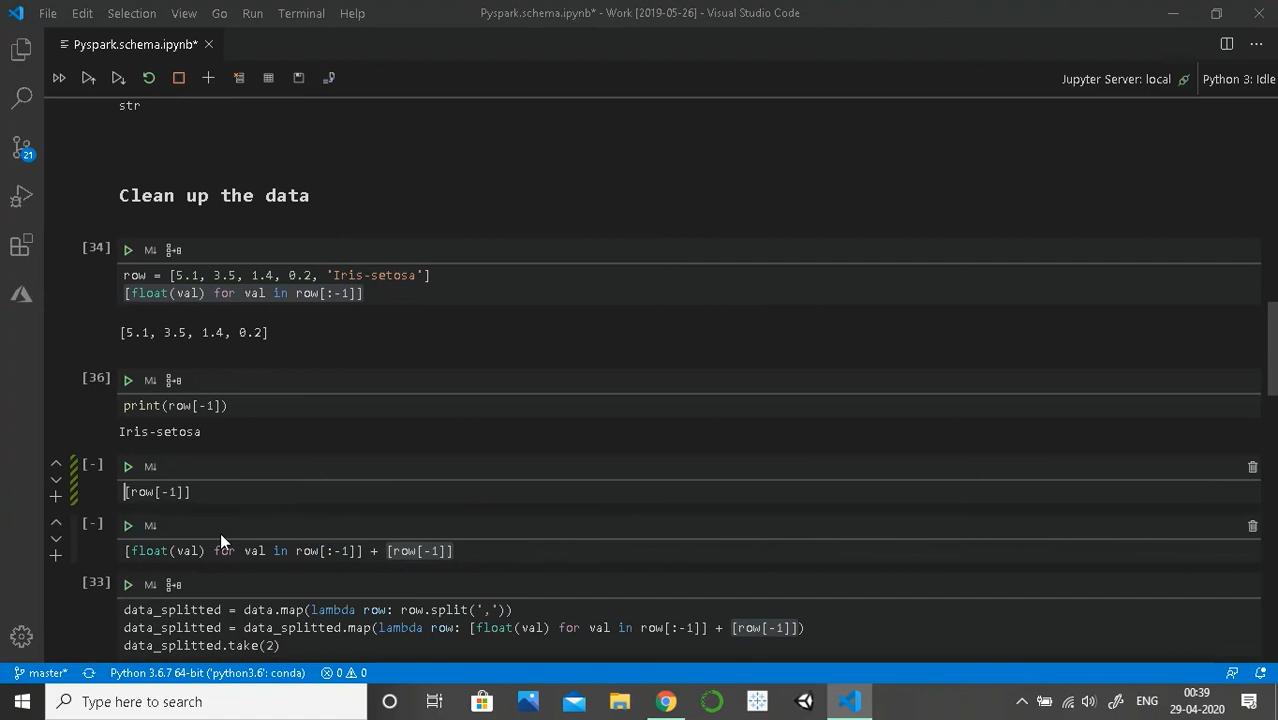 File Edit Selection View Go Run Terminal Help Pyspark.schema.ipynb* - Work [2019-05-26] - Visual Studio Code
Pyspark.schema.ipynb*
Jupyter Server: local Python 3: Idle
str
Clean up the data
[34] M↓
row = [5.1, 3.5, 1.4, 0.2, 'Iris-setosa']
[float(val) for val in row[:-1]]
[5.1, 3.5, 1.4, 0.2]
[36] M↓
print(row[-1])
Iris-setosa
[-] M↓
[row[-1]]
[-] M↓
[float(val) for val in row[:-1]] + [row[-1]]
[33] M↓
data_splitted = data.map(lambda row: row.split(','))
data_splitted = data_splitted.map(lambda row: [float(val) for val in row[:-1]] + [row[-1]])
data_splitted.take(2)
21
master* Python 3.6.7 64-bit ('python3.6': conda) 0 0
Type here to search ENG 00:39
29-04-2020